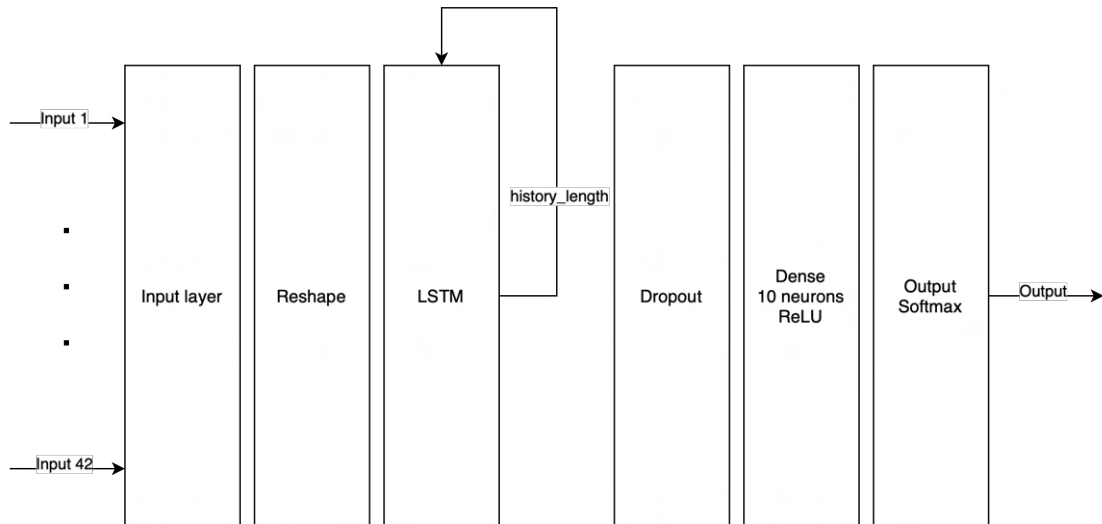 Input 1
Input 42
Input layer
Reshape
LSTM
history_length
Dropout
Dense
10 neurons
ReLU
Output
Softmax
Output